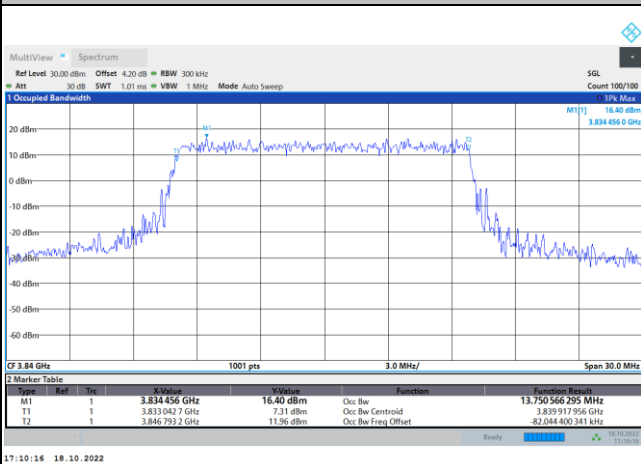 MultiView Spectrum
Ref Level 30.00 dBm Offset 4.20 dB RBW 300 kHz SGL
Att 30 dB SWT 1.01 ms VBW 1 MHz Mode Auto Sweep Count 100/100
1 Occupied Bandwidth 1Pk Max
M1[1] 16.40 dBm
3.834 456 0 GHz
M1
20 dBm
T1
T2
10 dBm
0 dBm
-10 dBm
-20 dBm
-30 dBm
-40 dBm
-50 dBm
-60 dBm
CF 3.84 GHz 1001 pts 3.0 MHz/ Span 30.0 MHz
2 Marker Table
Type Ref Trc X-Value Y-Value Function Function Result
M1 1 3.834 456 GHz 16.40 dBm Occ Bw 13.750 566 295 MHz
T1 1 3.833 042 7 GHz 7.31 dBm Occ Bw Centroid 3.839 917 956 GHz
T2 1 3.846 793 2 GHz 11.96 dBm Occ Bw Freq Offset -82.044 400 341 kHz
Ready 18.10.2022
17:10:16
17:10:16 18.10.2022